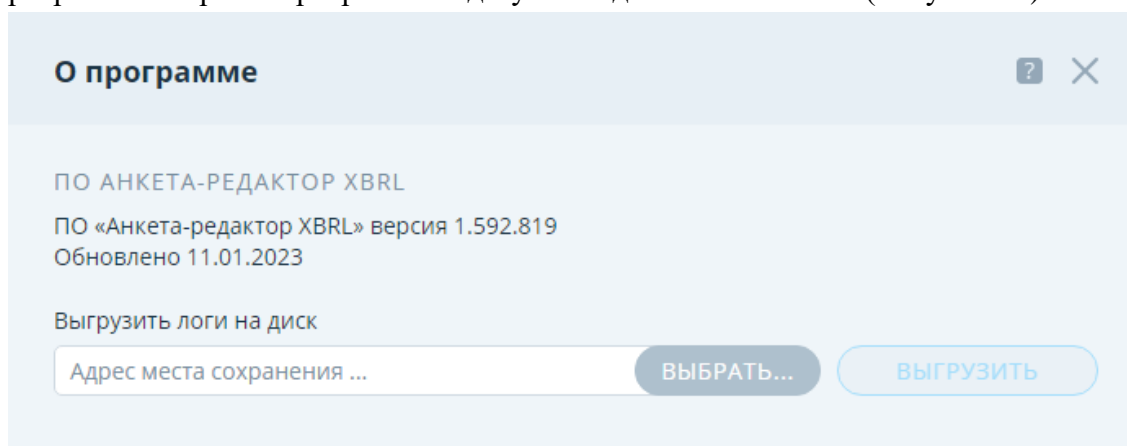 О программе
?
ПО АНКЕТА-РЕДАКТОР XBRL
ПО «Анкета-редактор XBRL» версия 1.592.819
Обновлено 11.01.2023
Выгрузить логи на диск
Адрес места сохранения ... ВЫБРАТЬ... ВЫГРУЗИТЬ